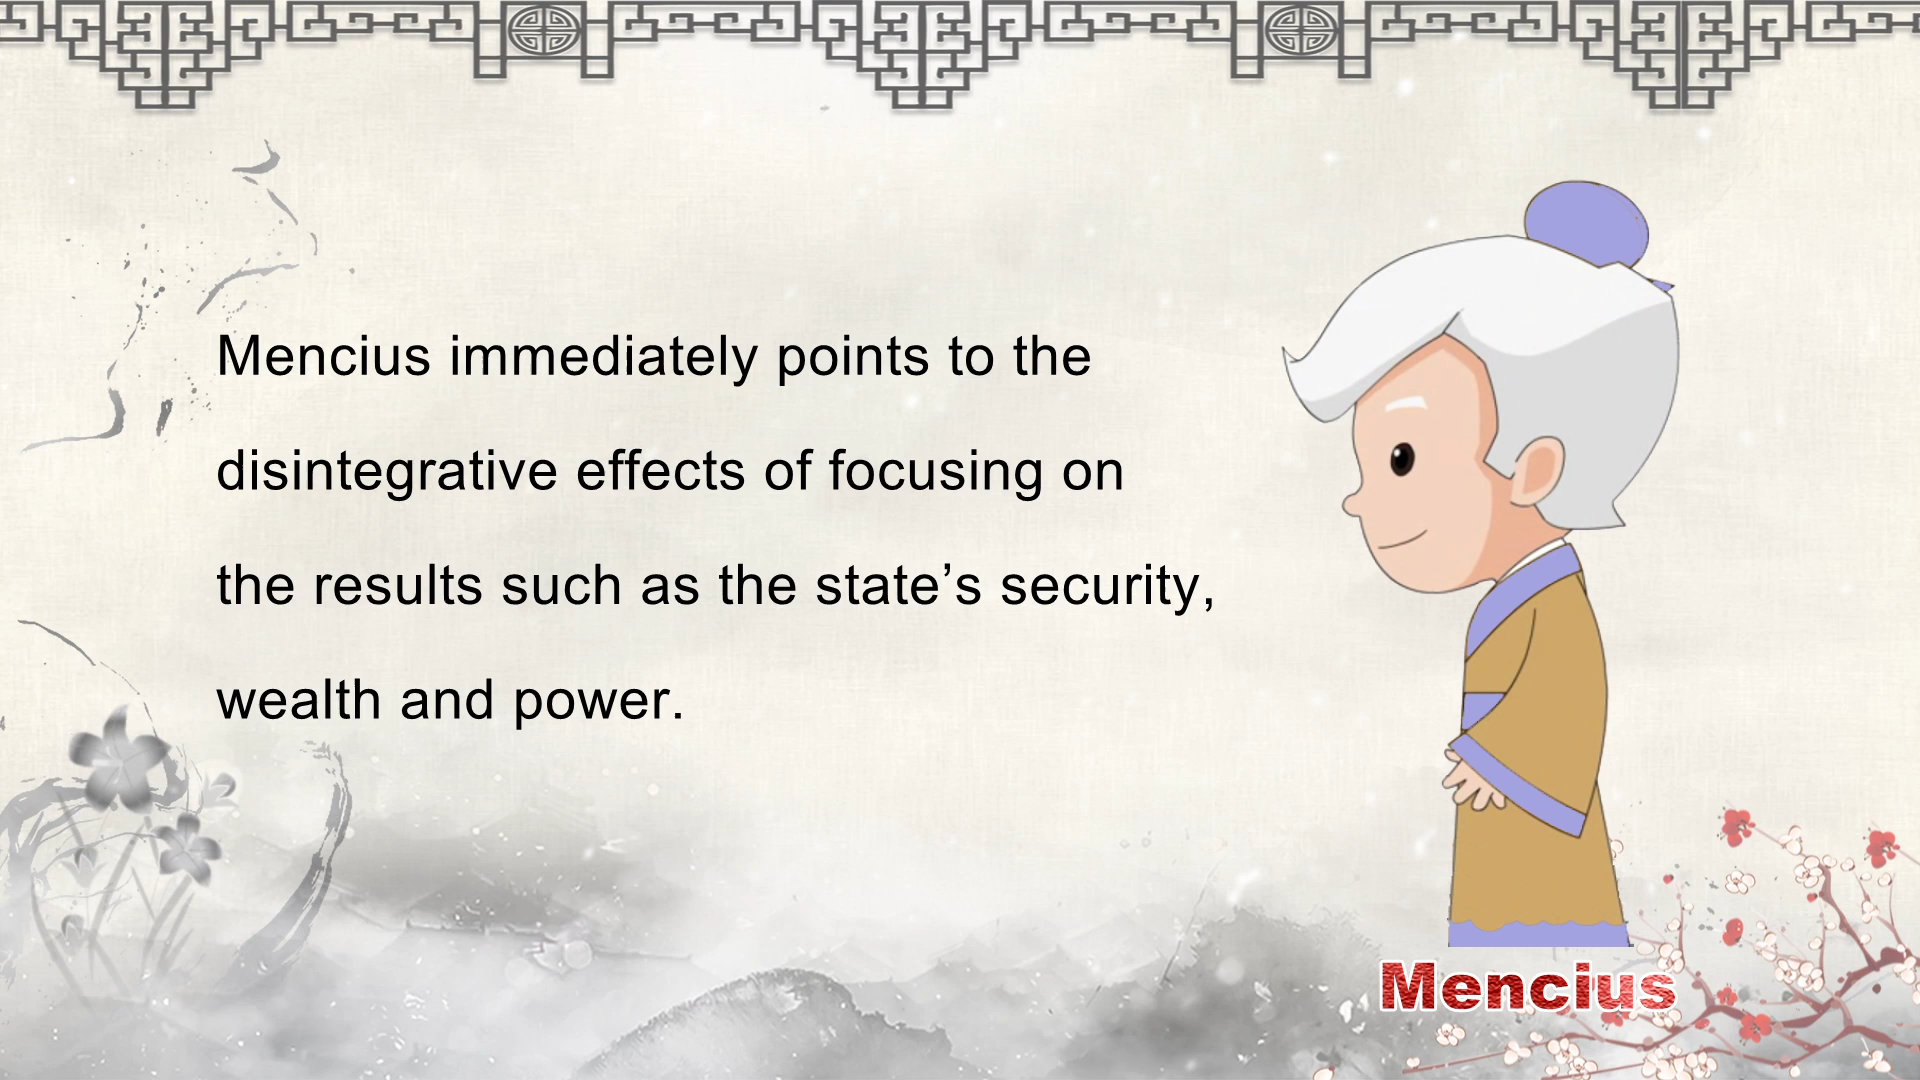 Mencius immediately points to the
disintegrative effects of focusing on
the results such as the state’s security,
wealth and power.
Mencius